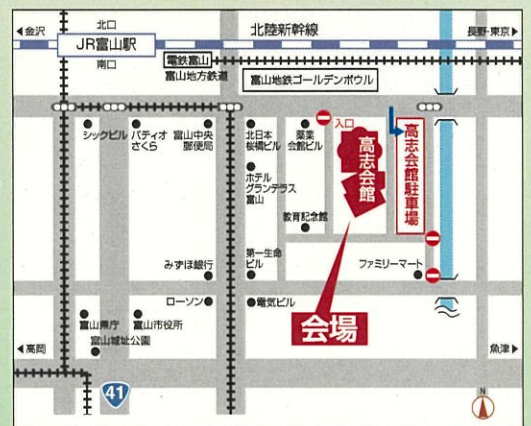 ◀金沢
北口
北陸新幹線
長野・東京▶
JR富山駅
南口
電鉄富山
富山地方鉄道
富山地鉄ゴールデンボウル
入口
シックビル
パティオ
さくら
富山中央
郵便局
北日本
桜橋ビル
薬業
会館ビル
高志会館
高志会館駐車場
ホテル
グランテラス
富山
教育記念館
みずほ銀行
第一生命
ビル
ファミリーマート
ローソン
電気ビル
会場
富山県庁
富山市役所
富山城址公園
◀高岡
魚津▶
41
N